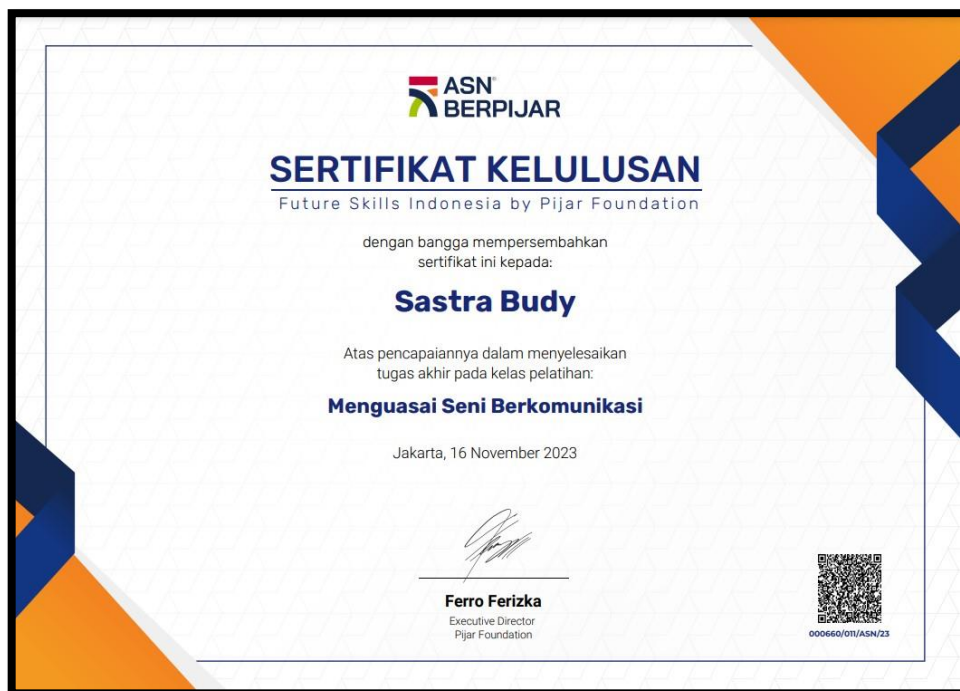 ASN
BERPIJAR
SERTIFIKAT KELULUSAN
Future Skills Indonesia by Pijar Foundation
dengan bangga mempersembahkan
sertifikat ini kepada:
Sastra Budy
Atas pencapaiannya dalam menyelesaikan
tugas akhir pada kelas pelatihan:
Menguasai Seni Berkomunikasi
Jakarta, 16 November 2023
Ferro Ferizka
Executive Director
Pijar Foundation
000660/011/ASN/23